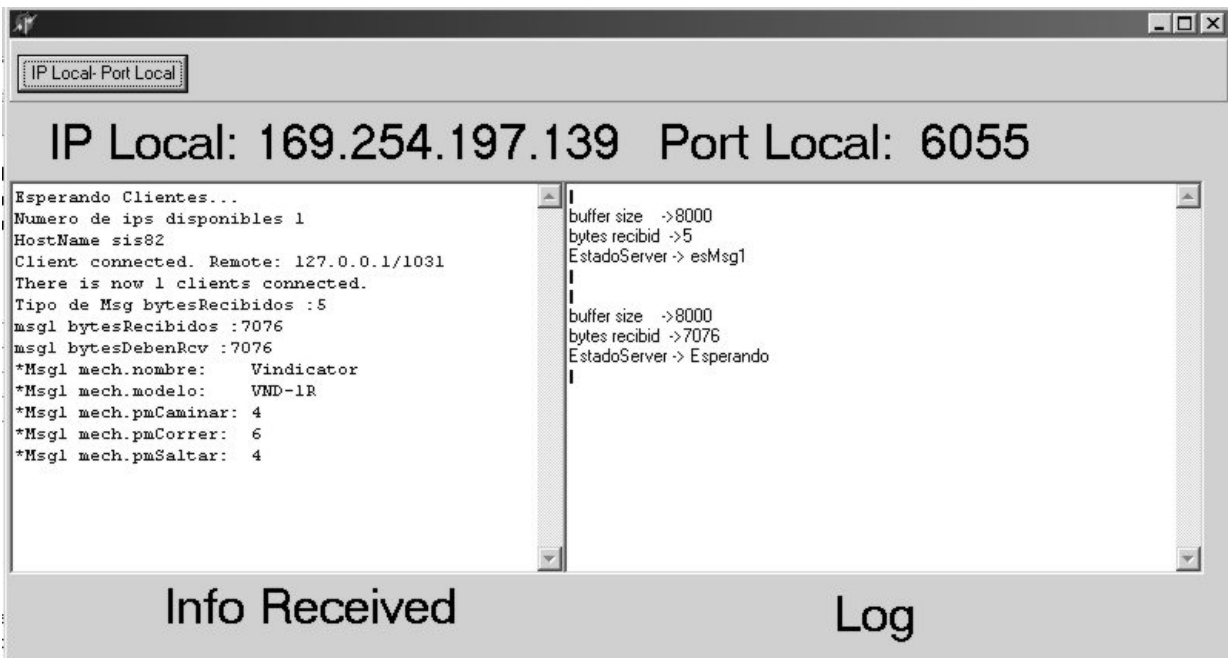 IP Local- Port Local
IP Local: 169.254.197.139 Port Local: 6055
Esperando Clientes...
Numero de ips disponibles 1
HostName sis82
Client connected. Remote: 127.0.0.1/1031
There is now 1 clients connected.
Tipo de Msg bytesRecibidos :5
msg1 bytesRecibidos :7076
msg1 bytesDebenRcv :7076
*Msg1 mech.nombre: Vindicator
*Msg1 mech.modelo: VND-1R
*Msg1 mech.pmCaminar: 4
*Msg1 mech.pmCorrer: 6
*Msg1 mech.pmSaltar: 4
buffer size ->8000
bytes recibid ->5
EstadoServer -> esMsg1
buffer size ->8000
bytes recibid ->7076
EstadoServer -> Esperando
Info Received
Log